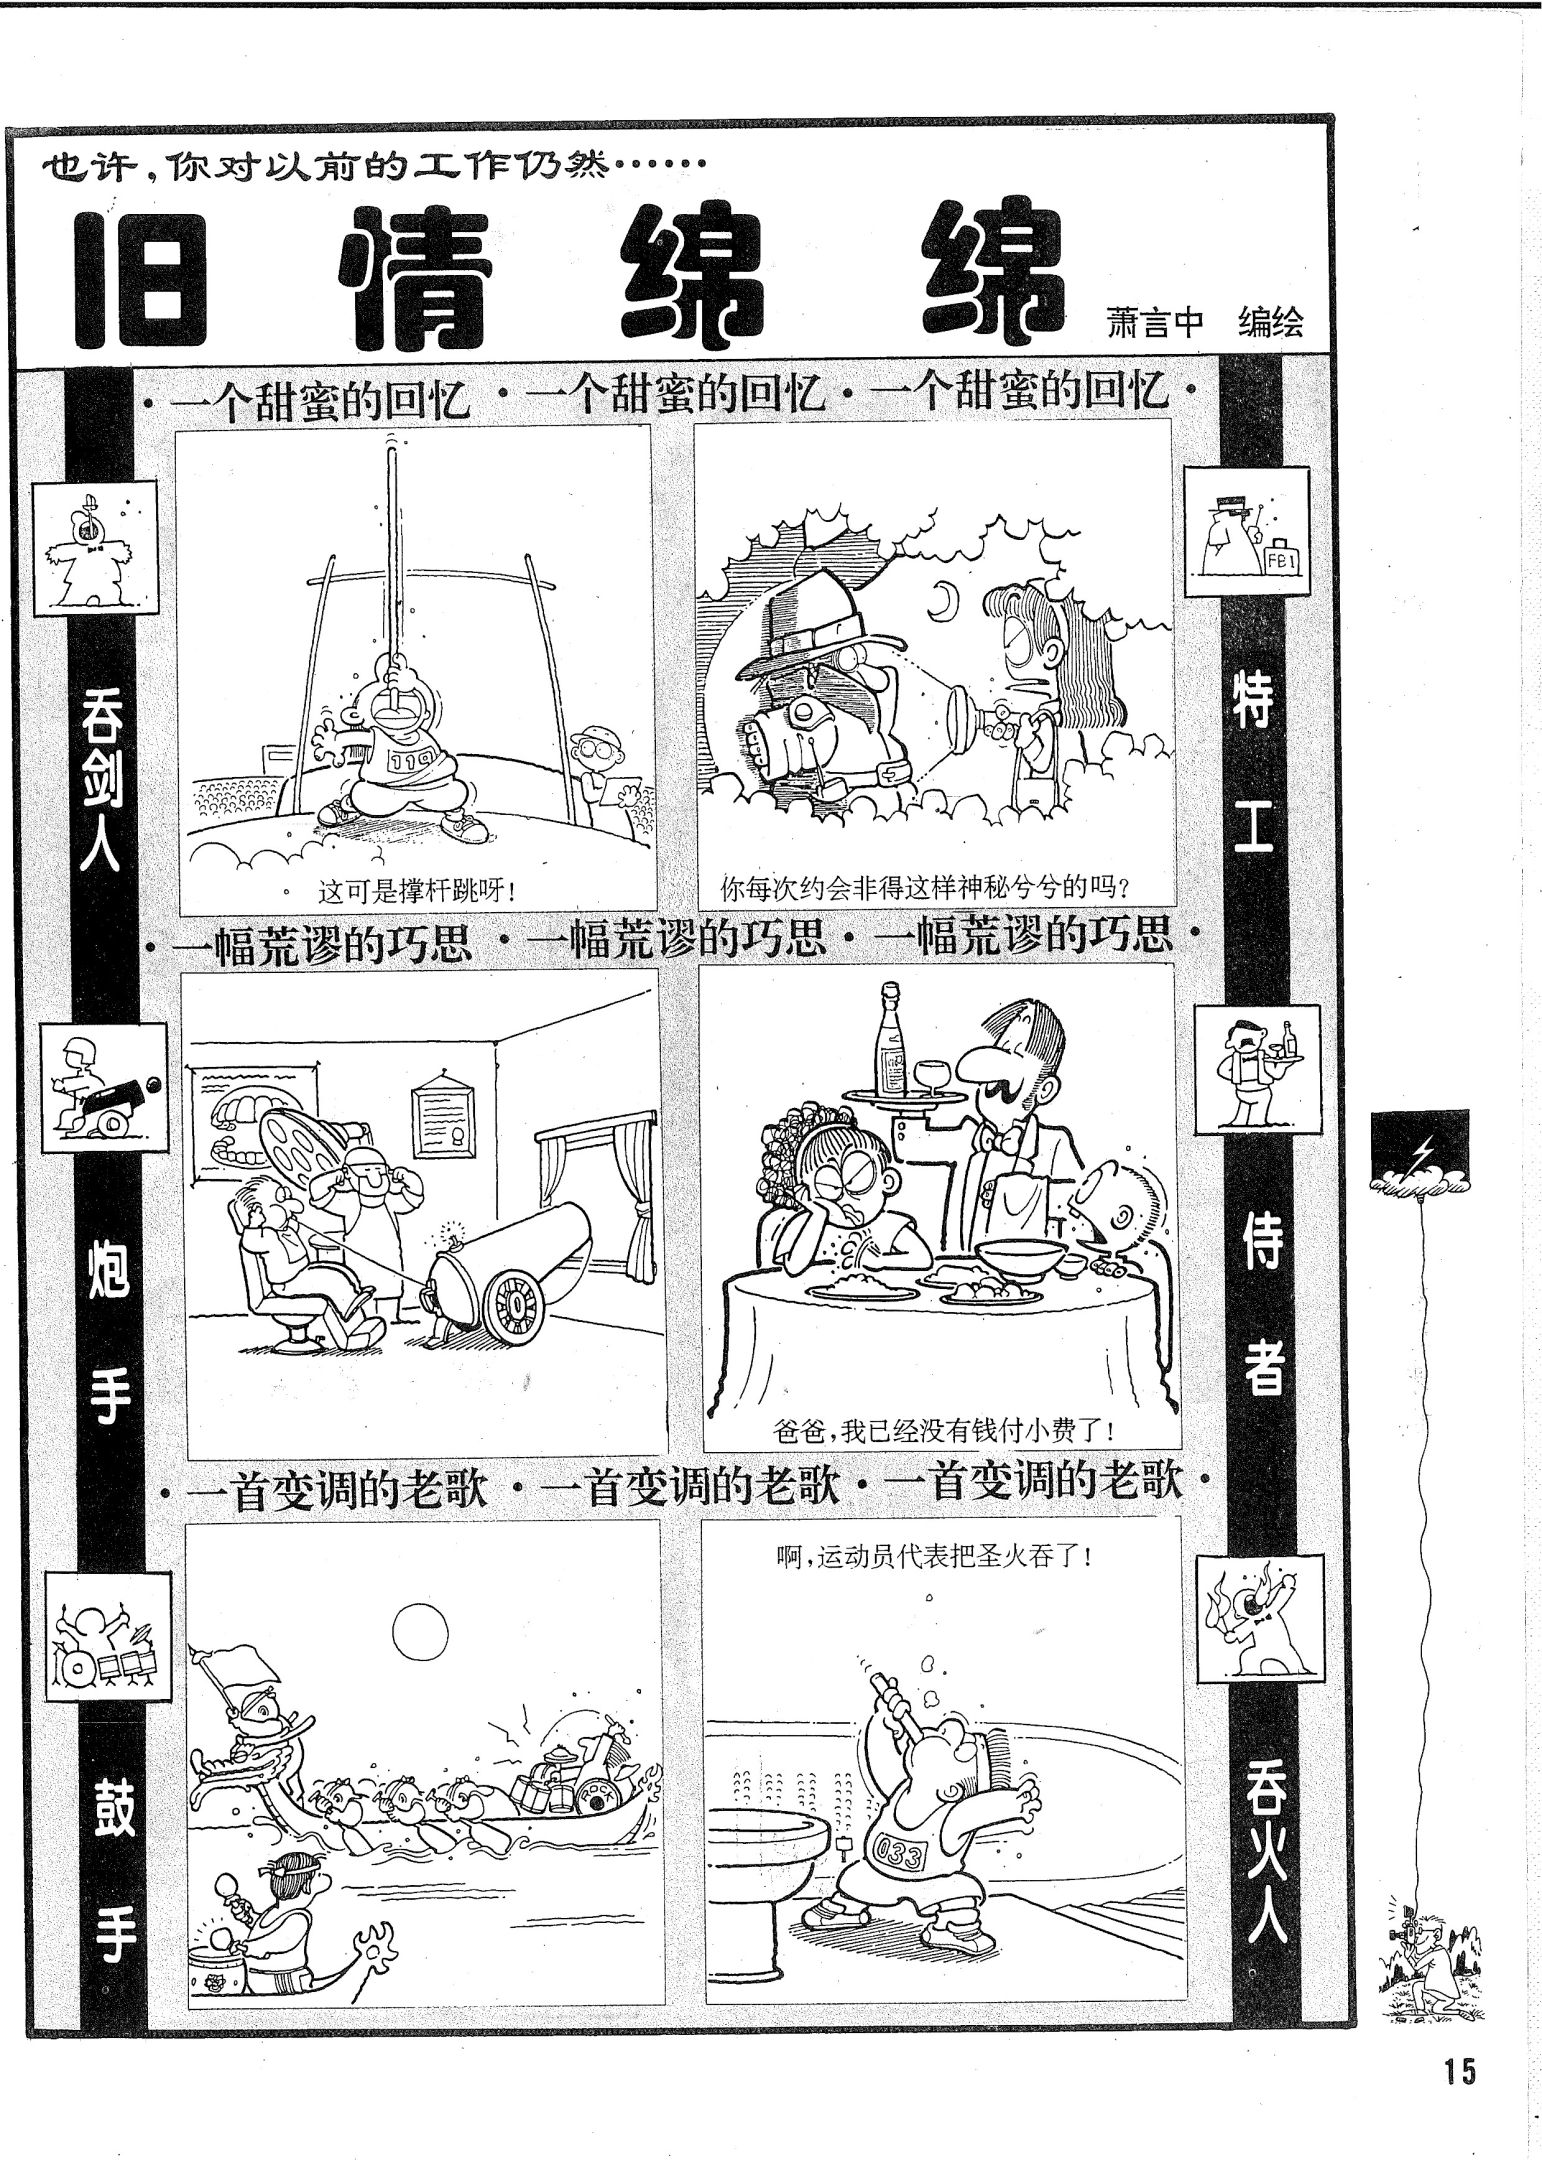 也许，你对以前的工作仍然……
旧情绵绵
萧言中 编绘
·一个甜蜜的回忆·一个甜蜜的回忆·一个甜蜜的回忆·
吞剑人
119
这可是撑杆跳呀！
你每次约会非得这样神秘兮兮的吗？
FBI
特工
·一幅荒谬的巧思·一幅荒谬的巧思·一幅荒谬的巧思·
炮手
爸爸，我已经没有钱付小费了！
侍者
·一首变调的老歌·一首变调的老歌·一首变调的老歌·
鼓手
ROCK
啊，运动员代表把圣火吞了！
033
吞火人
15